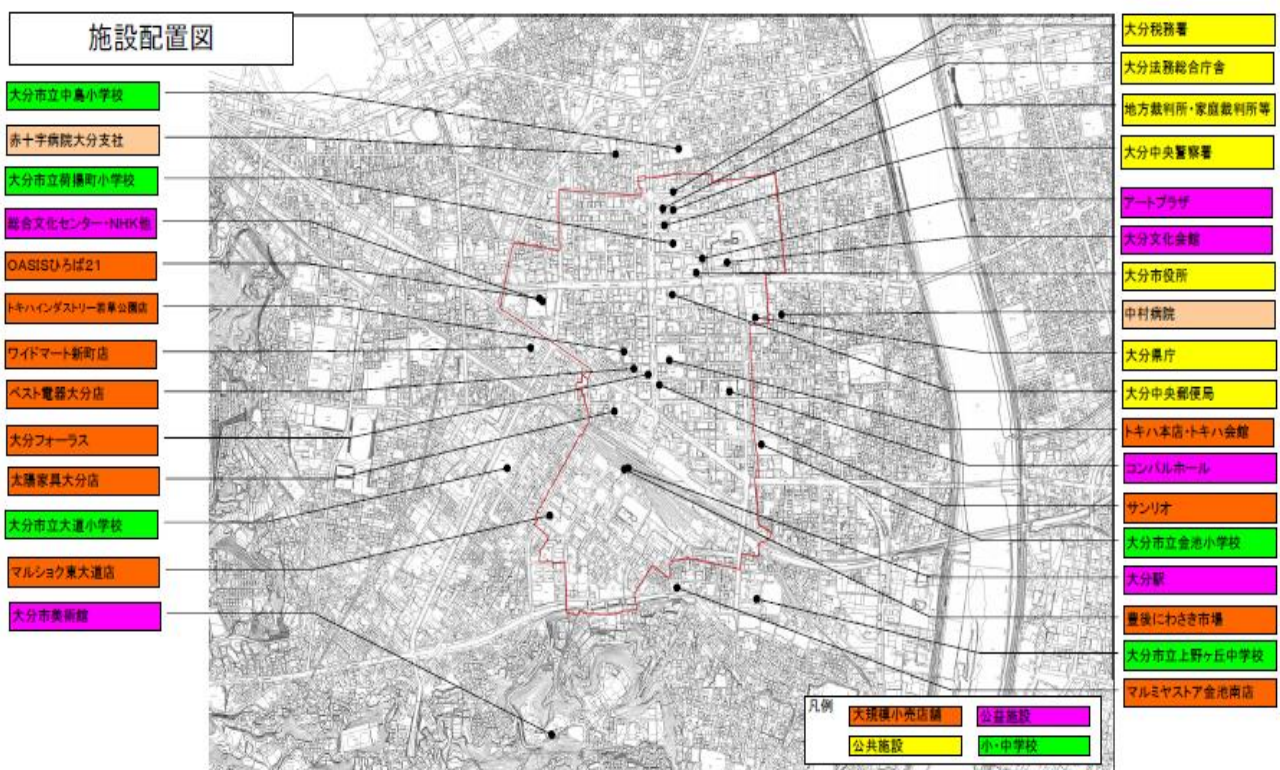 施設配置図
大分市立中島小学校
赤十字病院大分支社
大分市立荷揚町小学校
総合文化センター・NHK他
OASISひろば21
トキハインダストリー若草公園店
ワイドマート新町店
ベスト電器大分店
大分フォーラス
太陽家具大分店
大分市立大道小学校
マルショク東大道店
大分市美術館
大分税務署
大分法務総合庁舎
地方裁判所・家庭裁判所等
大分中央警察署
アートプラザ
大分文化会館
大分市役所
中村病院
大分県庁
大分中央郵便局
トキハ本店・トキハ会館
コンパルホール
サンリオ
大分市立金池小学校
大分駅
豊後にわさき市場
大分市立上野ヶ丘中学校
マルミヤストア金池南店
凡例
大規模小売店舗
公益施設
公共施設
小・中学校